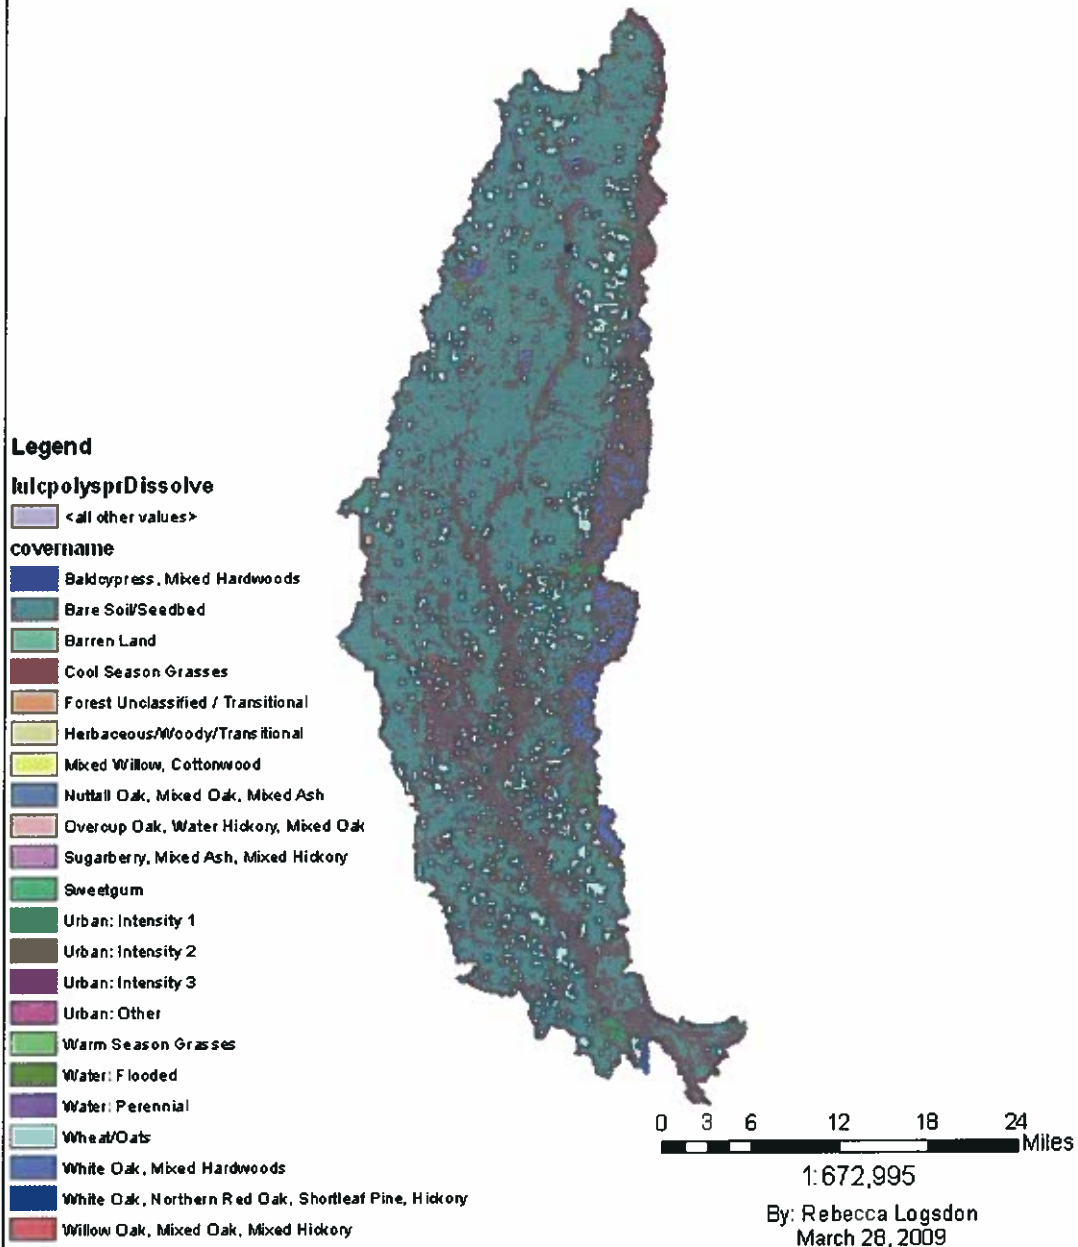 Legend
lulcpolysprDissolve
<all other values>
covername
Baldcypress, Mixed Hardwoods
Bare Soil/Seedbed
Barren Land
Cool Season Grasses
Forest Unclassified / Transitional
Herbaceous/Woody/Transitional
Mixed Willow, Cottonwood
Nuttall Oak, Mixed Oak, Mixed Ash
Overcup Oak, Water Hickory, Mixed Oak
Sugarberry, Mixed Ash, Mixed Hickory
Sweetgum
Urban: Intensity 1
Urban: Intensity 2
Urban: Intensity 3
Urban: Other
Warm Season Grasses
Water: Flooded
Water: Perennial
Wheat/Oats
White Oak, Mixed Hardwoods
White Oak, Northern Red Oak, Shortleaf Pine, Hickory
Willow Oak, Mixed Oak, Mixed Hickory
0 3 6 12 18 24
Miles
1:672,995
By: Rebecca Logsdon
March 28, 2009